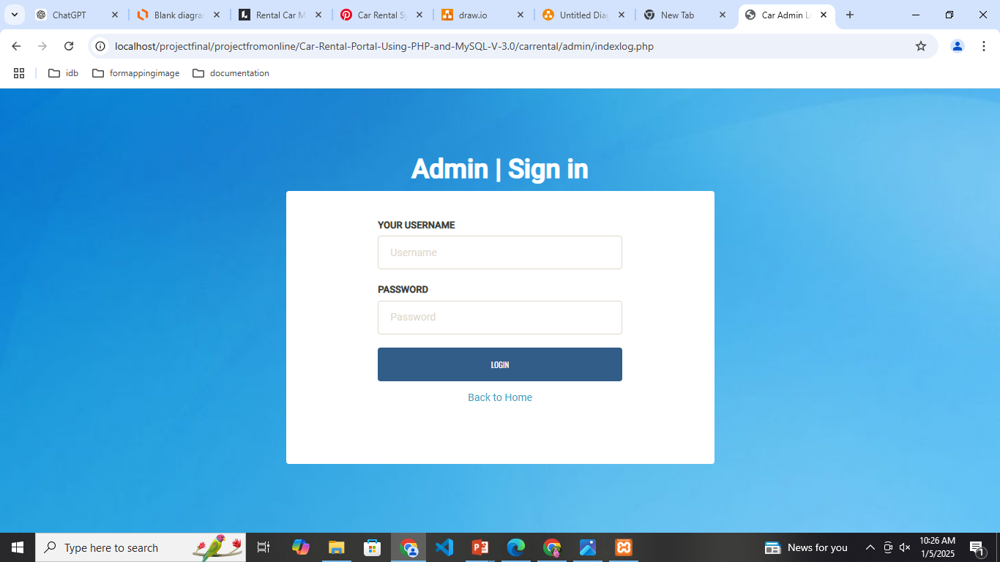 ChatGPT
Blank diagra
Rental Car M
Car Rental Sy
draw.io
Untitled Dia
New Tab
Car Admin L
localhost/projectfinal/projectfromonline/Car-Rental-Portal-Using-PHP-and-MySQL-V-3.0/carrental/admin/indexlog.php
idb
formappingimage
documentation
Admin | Sign in
YOUR USERNAME
Username
PASSWORD
Password
LOGIN
Back to Home
Type here to search
News for you
10:26 AM
1/5/2025
1